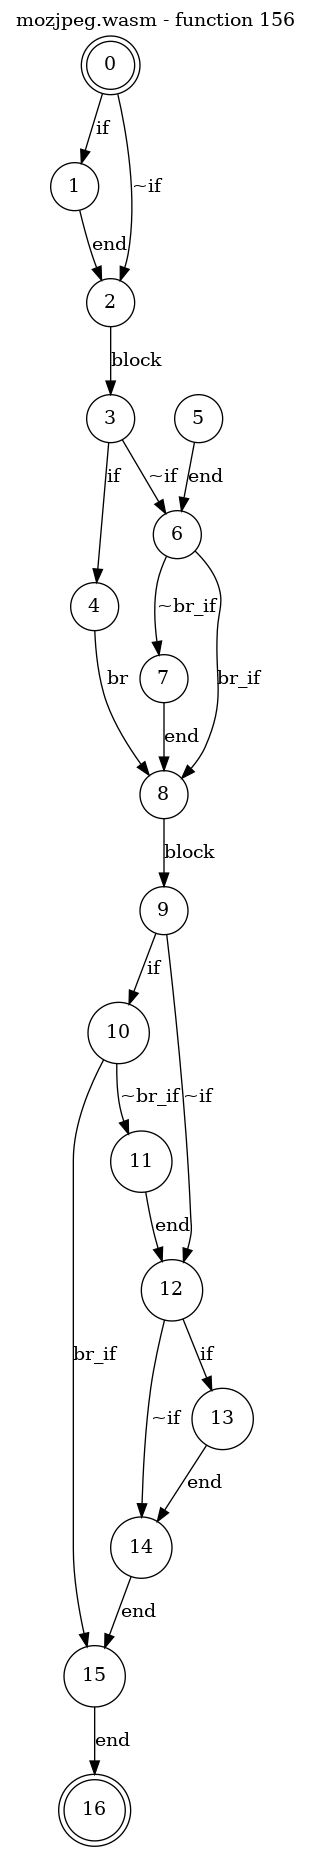 mozjpeg.wasm - function 156
0
if
1
~if
end
2
block
3
5
if
~if
end
6
4
~br_if
br
7
br_if
end
8
block
9
if
10
~br_if
~if
11
end
12
br_if
~if
if
13
end
14
end
15
end
16